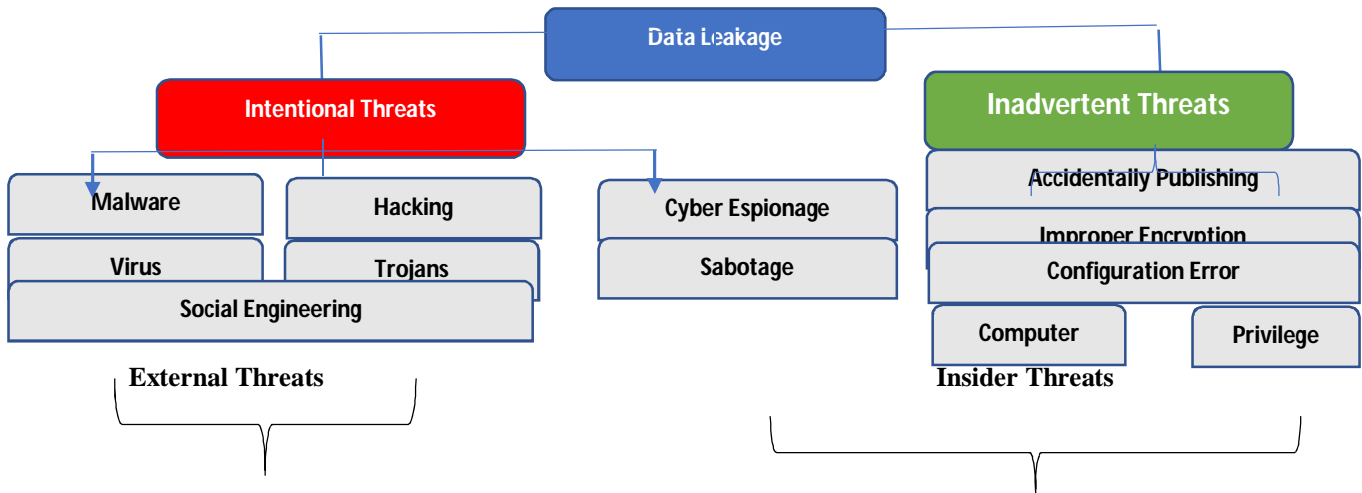 Data Leakage
Intentional Threats
Inadvertent Threats
Malware
Hacking
Cyber Espionage
Accidentally Publishing
Virus
Trojans
Sabotage
Improper Encryption
Configuration Error
Social Engineering
Computer
Privilege
External Threats
Insider Threats